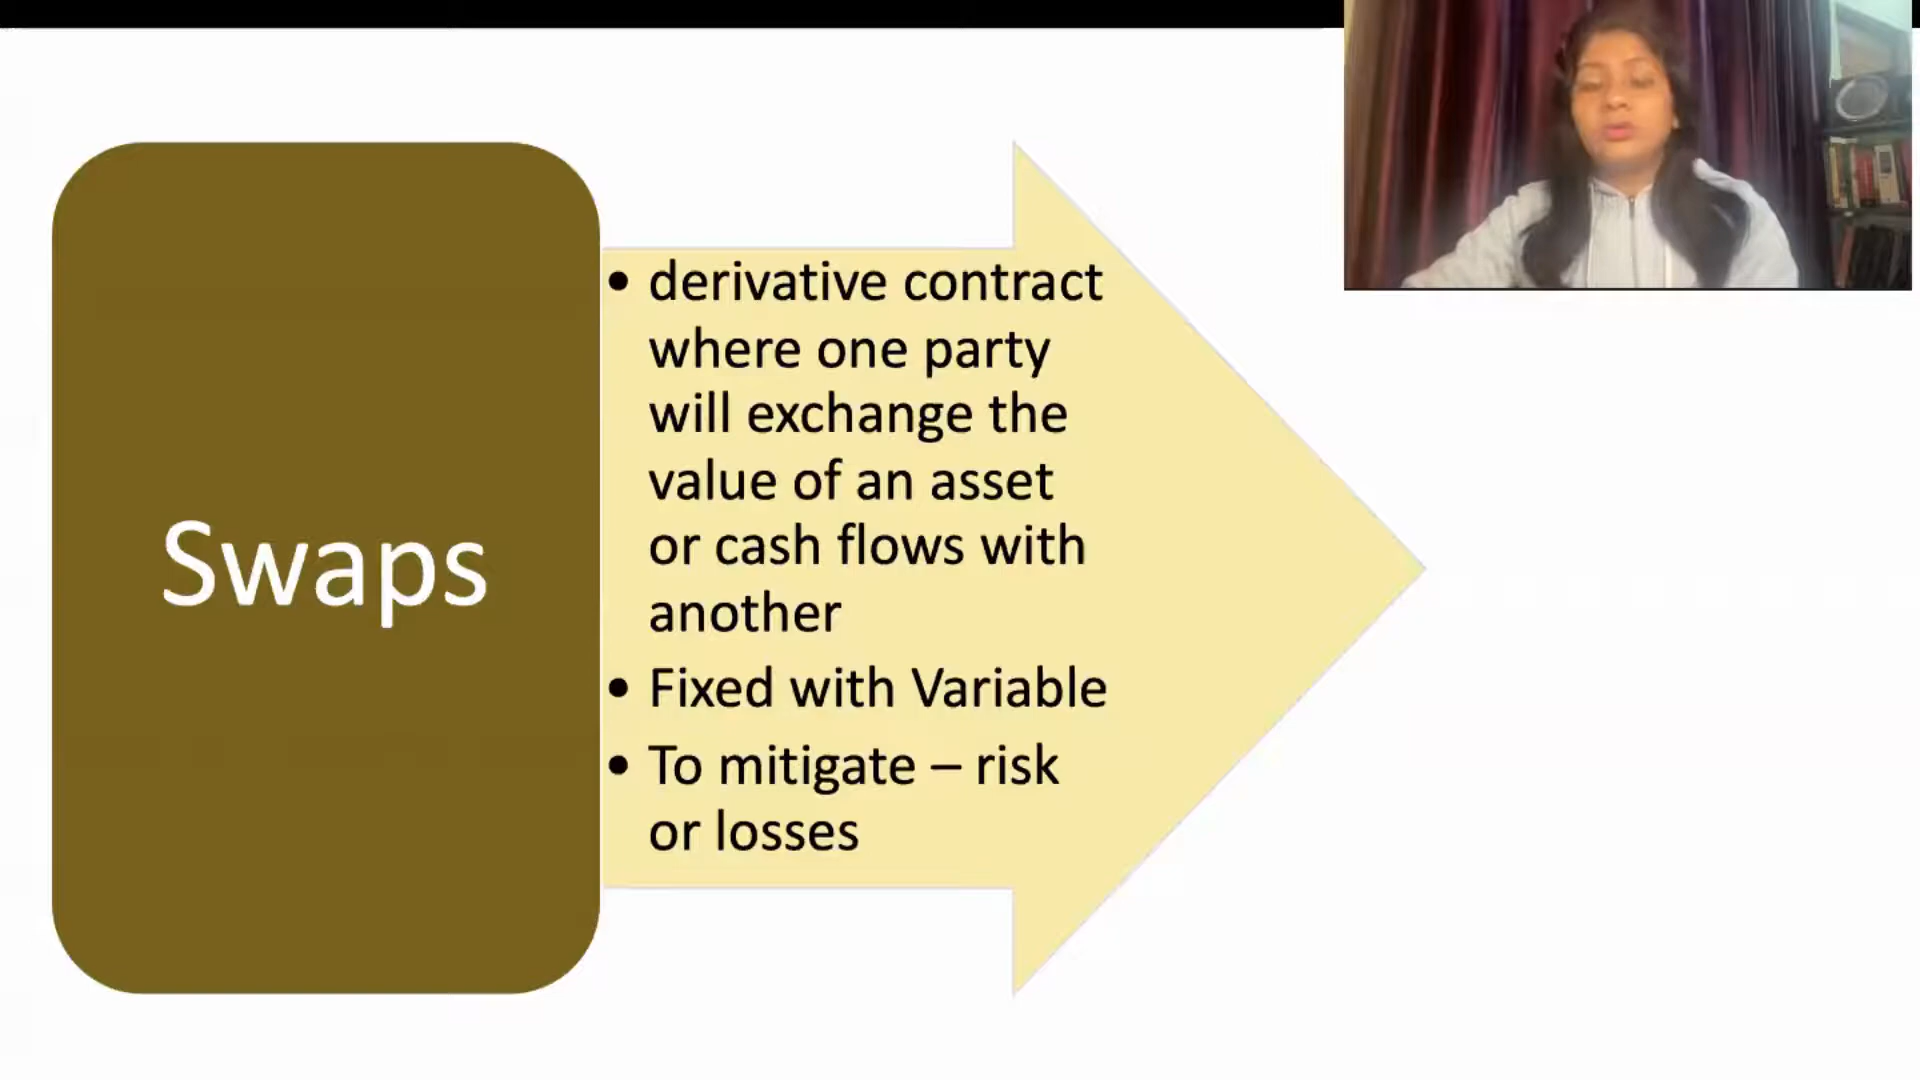 Swaps
• derivative contract
where one party
will exchange the
value of an asset
or cash flows with
another
• Fixed with Variable
• To mitigate – risk
or losses